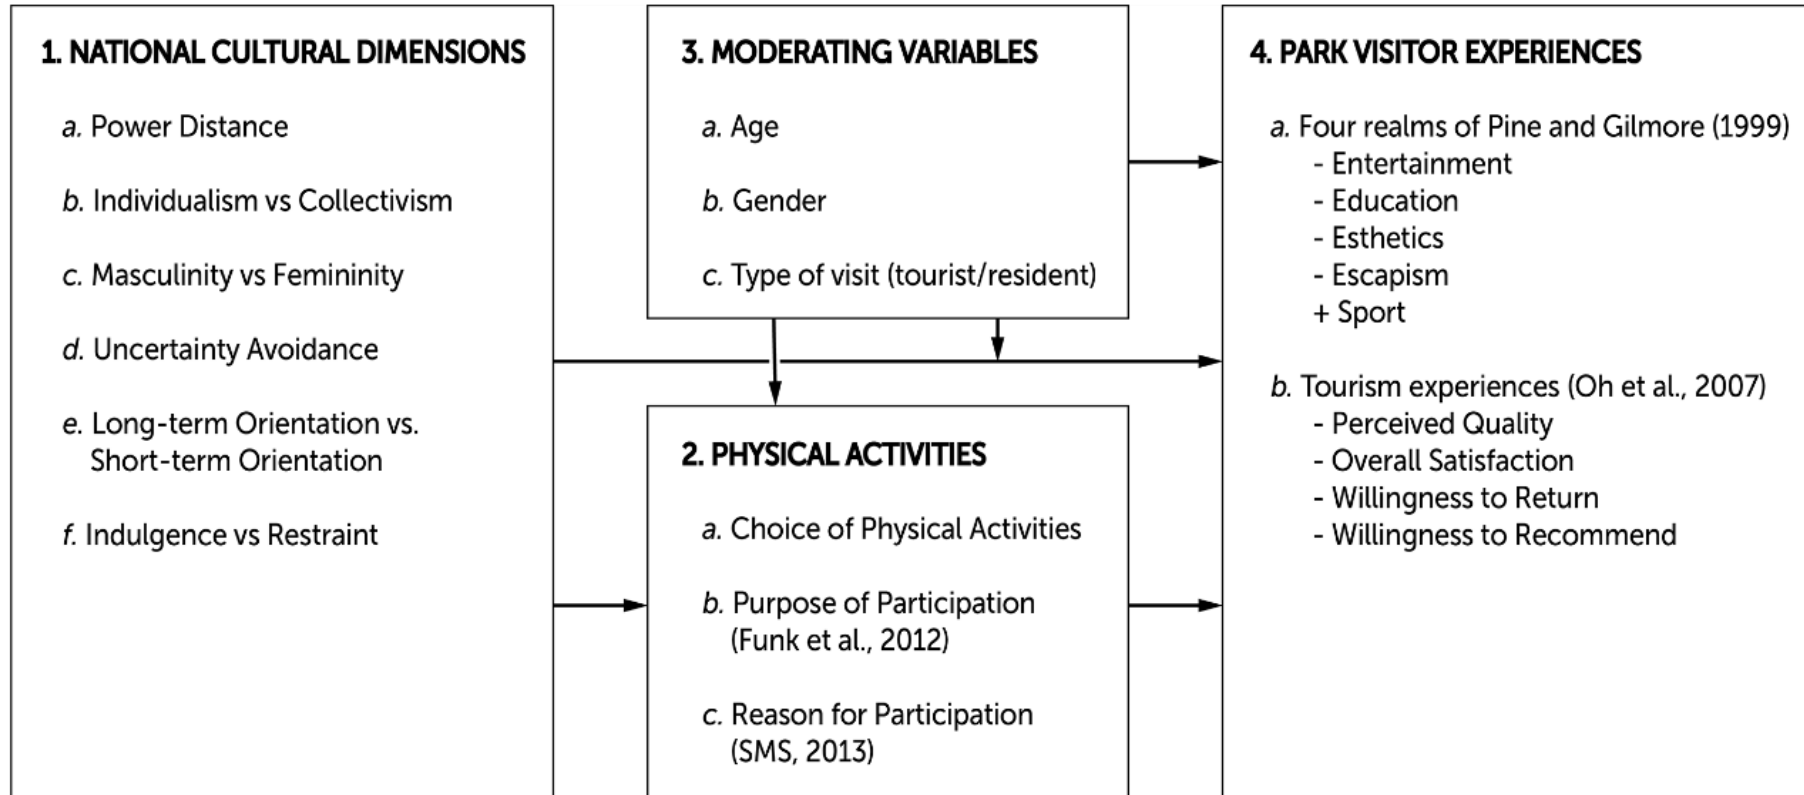 1. NATIONAL CULTURAL DIMENSIONS
a. Power Distance
b. Individualism vs Collectivism
c. Masculinity vs Femininity
d. Uncertainty Avoidance
e. Long-term Orientation vs.
Short-term Orientation
f. Indulgence vs Restraint
3. MODERATING VARIABLES
a. Age
b. Gender
c. Type of visit (tourist/resident)
2. PHYSICAL ACTIVITIES
a. Choice of Physical Activities
b. Purpose of Participation
(Funk et al., 2012)
c. Reason for Participation
(SMS, 2013)
4. PARK VISITOR EXPERIENCES
a. Four realms of Pine and Gilmore (1999)
- Entertainment
- Education
- Esthetics
- Escapism
+ Sport
b. Tourism experiences (Oh et al., 2007)
- Perceived Quality
- Overall Satisfaction
- Willingness to Return
- Willingness to Recommend